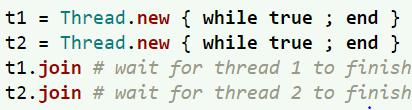 t1 = Thread.new { while true ; end }
t2 = Thread.new { while true ; end }
t1.join # wait for thread 1 to finish
t2.join # wait for thread 2 to finish